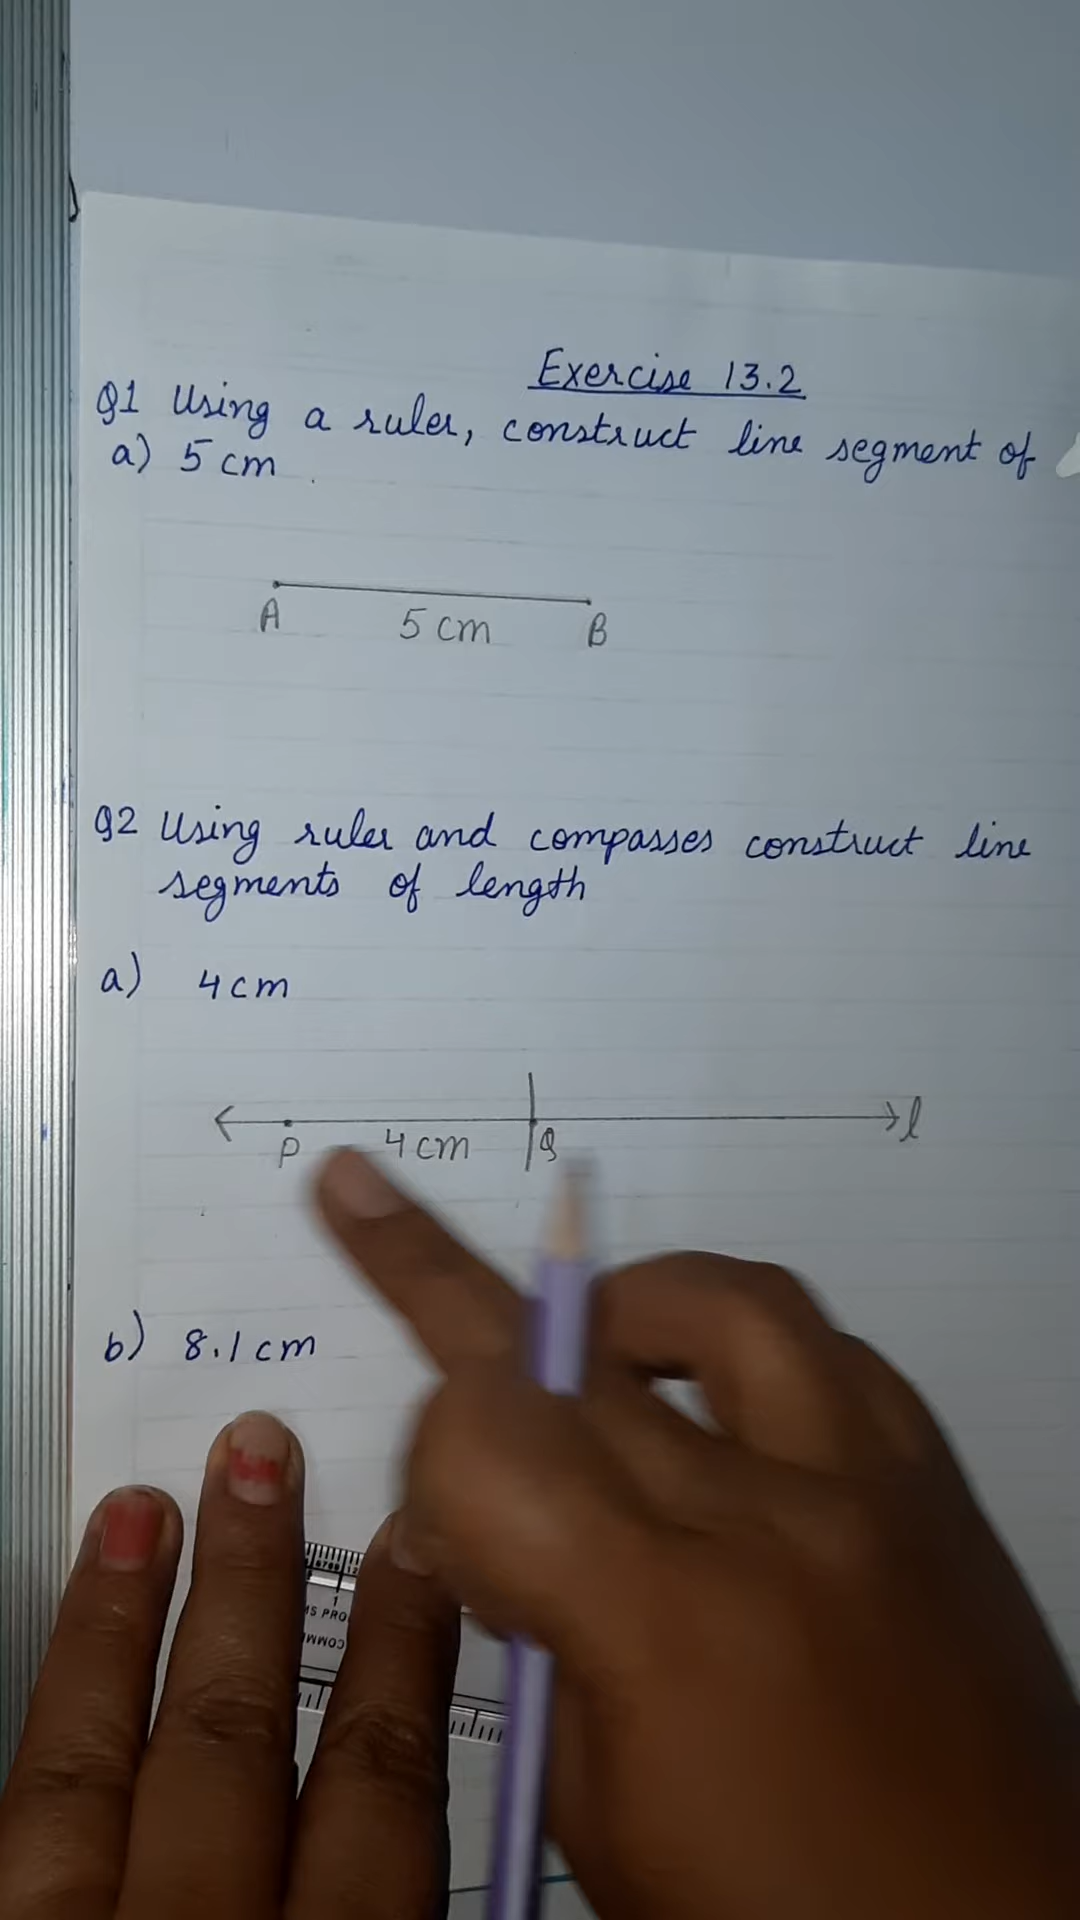 Exercise 13.2
Q1 Using a ruler, construct line segment of
a) 5 cm
A 5 cm B
Q2 Using ruler and compasses construct line
segments of length
a) 4 cm
l
P 4 cm Q
b) 8.1 cm
1